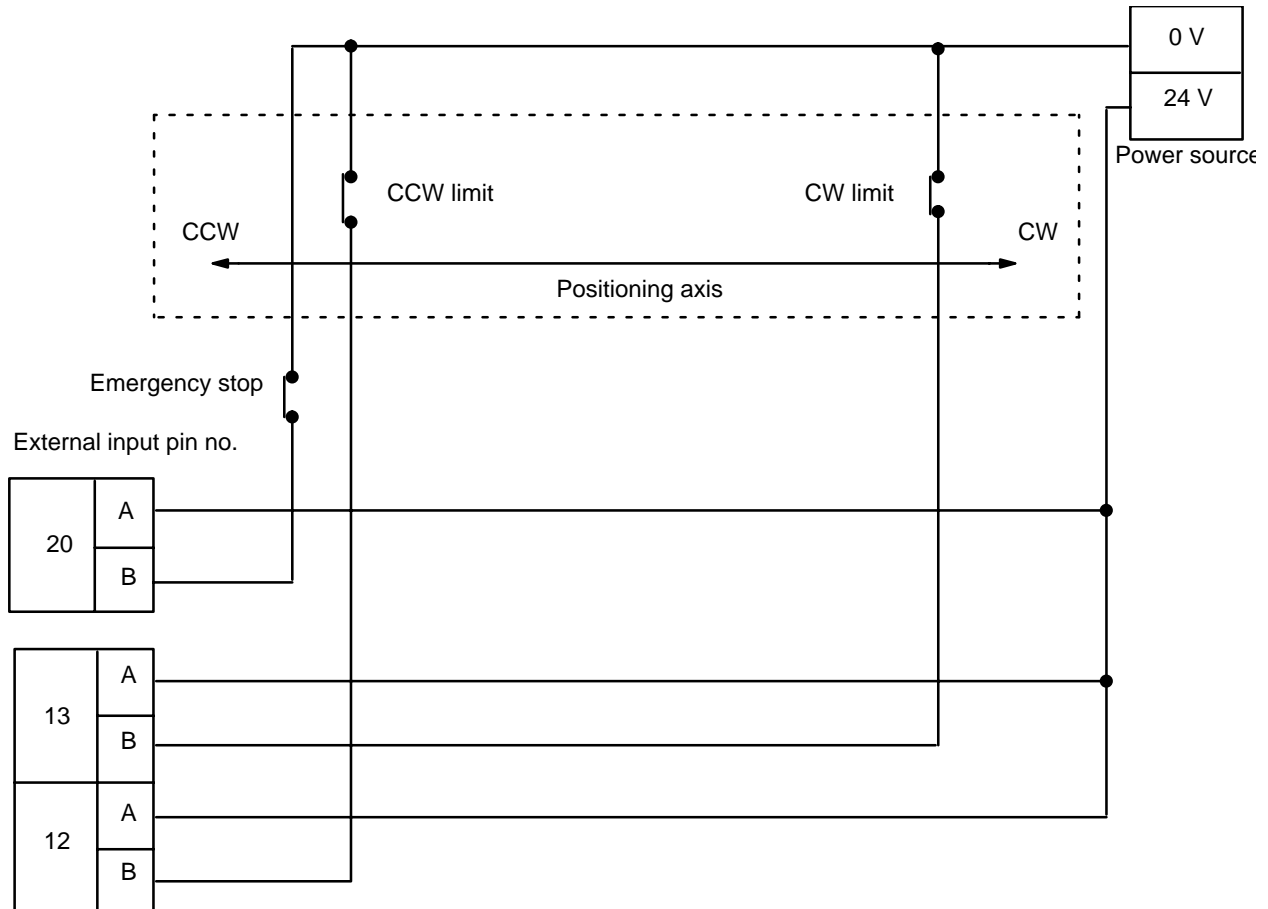 0 V
24 V
Power source
CCW limit
CW limit
CCW
CW
Positioning axis
Emergency stop
External input pin no.
20
A
B
13
A
B
12
A
B